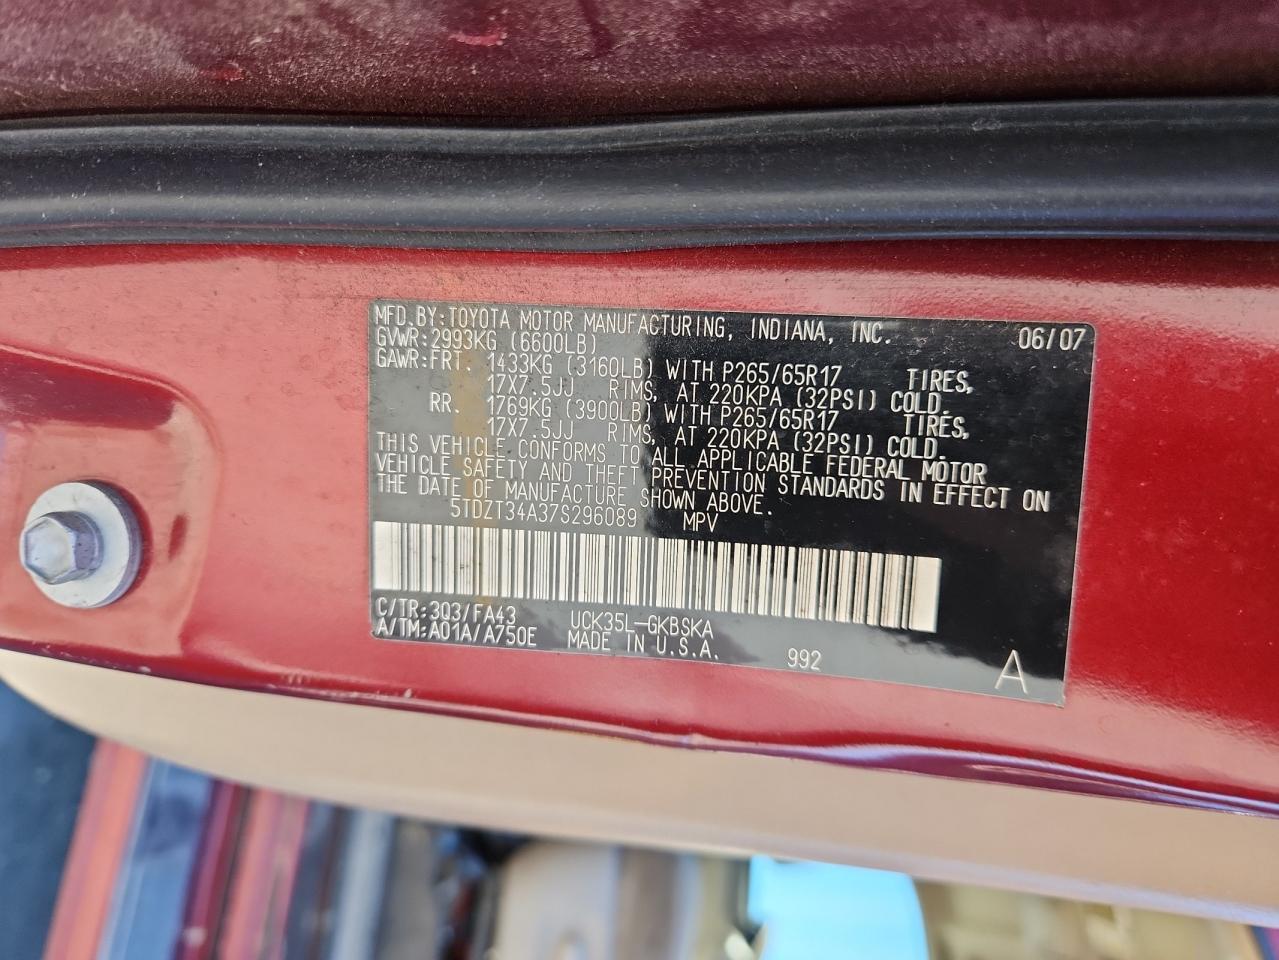 MFD.BY:TOYOTA MOTOR MANUFACTURING, INDIANA, INC. 06/07
GVWR:2993KG (6600LB)
GAWR:FRT. 1433KG (3160LB) WITH P265/65R17 TIRES,
17X7.5JJ RIMS, AT 220KPA (32PSI) COLD.
RR. 1769KG (3900LB) WITH P265/65R17 TIRES,
17X7.5JJ RIMS, AT 220KPA (32PSI) COLD.
THIS VEHICLE CONFORMS TO ALL APPLICABLE FEDERAL MOTOR
VEHICLE SAFETY AND THEFT PREVENTION STANDARDS IN EFFECT ON
THE DATE OF MANUFACTURE SHOWN ABOVE.
5TDZT34A37S296089 MPV
C/TR:3Q3/FA43 UCK35L-GKBSKA
A/TM:A01A/A750E MADE IN U.S.A. 992 A